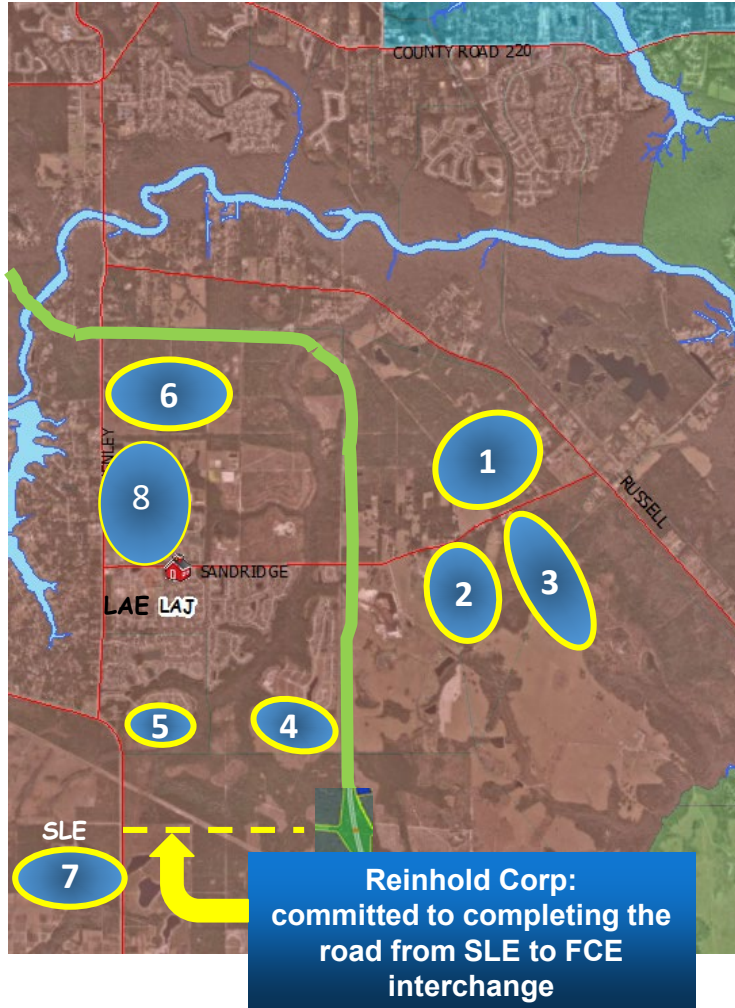 COUNTY ROAD 220
6
1
ENLEY
RUSSELL
8
SANDRIDGE
2
3
LAE LAJ
5
4
SLE
7
Reinhold Corp:
committed to completing the
road from SLE to FCE
interchange